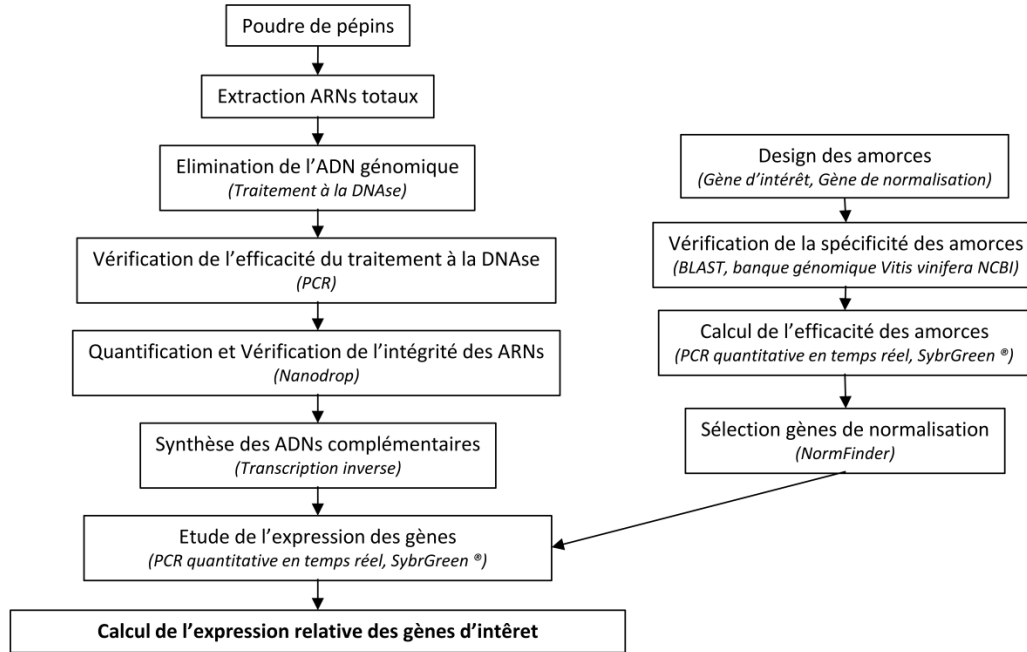 Poudre de pépins
Extraction ARNs totaux
Elimination de l'ADN génomique
(Traitement à la DNAse)
Vérification de l'efficacité du traitement à la DNAse
(PCR)
Quantification et Vérification de l'intégrité des ARNs
(Nanodrop)
Synthèse des ADNs complémentaires
(Transcription inverse)
Design des amorces
(Gène d'intérêt, Gène de normalisation)
Vérification de la spécificité des amorces
(BLAST, banque génomique Vitis vinifera NCBI)
Calcul de l'efficacité des amorces
(PCR quantitative en temps réel, SybrGreen ®)
Sélection gènes de normalisation
(NormFinder)
Etude de l'expression des gènes
(PCR quantitative en temps réel, SybrGreen ®)
Calcul de l'expression relative des gènes d'intêret